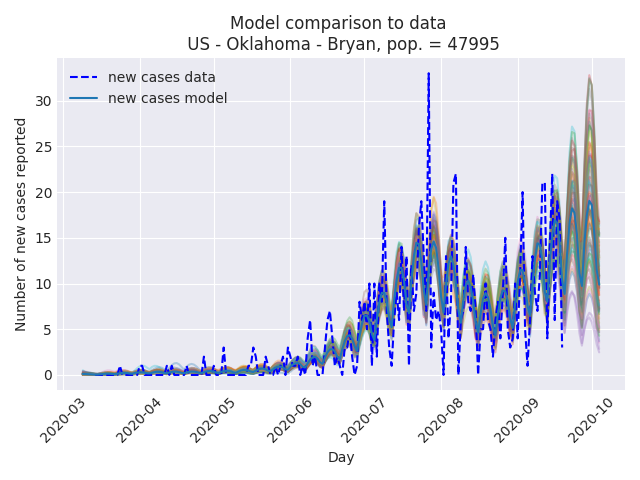 Model comparison to data
US - Oklahoma - Bryan, pop. = 47995
new cases data
new cases model
Number of new cases reported
30
25
20
15
10
5
0
2020-03
2020-04
2020-05
2020-06
2020-07
2020-08
2020-09
2020-10
Day